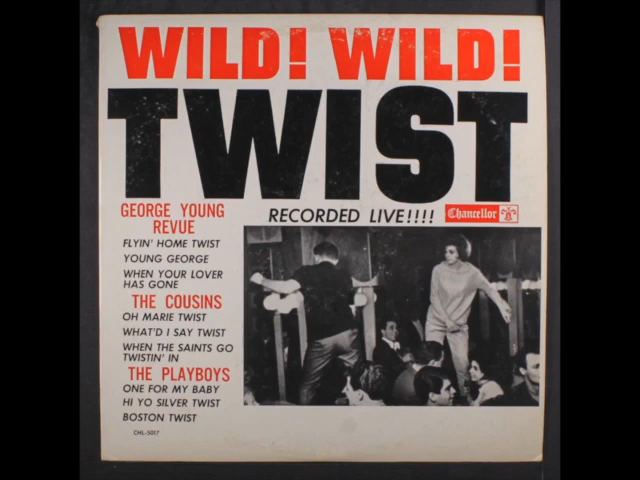 WILD! WILD!
TWIST
RECORDED LIVE!!!!
Chancellor
GEORGE YOUNG
REVUE
FLYIN' HOME TWIST
YOUNG GEORGE
WHEN YOUR LOVER
HAS GONE
THE COUSINS
OH MARIE TWIST
WHAT'D I SAY TWIST
WHEN THE SAINTS GO
TWISTIN' IN
THE PLAYBOYS
ONE FOR MY BABY
HI YO SILVER TWIST
BOSTON TWIST
CHL-5017